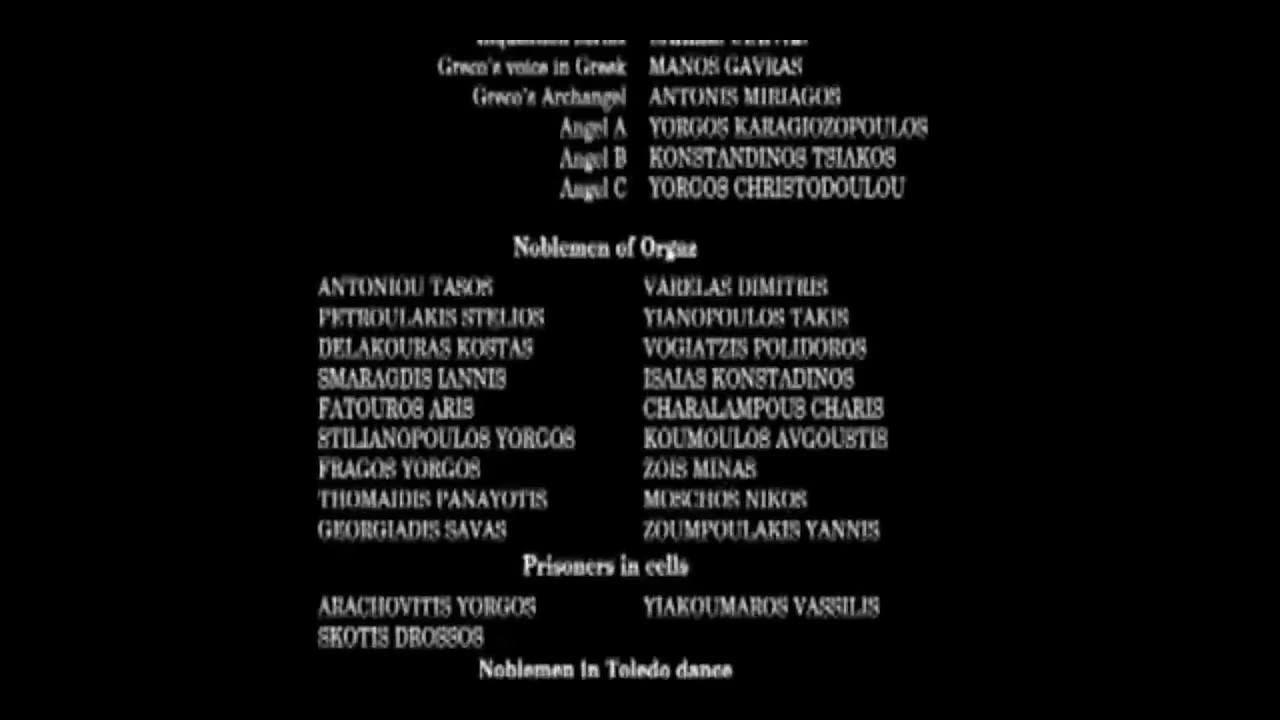 Greco's voice in Greek MANOS GAVRAS
Greco's Archangel ANTONIS MIRIAGOS
Angel A YORGOS KARAGIOZOPOULOS
Angel B KONSTANDINOS TSIAKOS
Angel C YORGOS CHRISTODOULOU
Noblemen of Orgaz
ANTONIOU TASOS VARELAS DIMITRIS
PETROULAKIS STELIOS YIANOPOULOS TAKIS
DELAKOURAS KOSTAS VOGIATZIS POLIDOROS
SMARAGDIS IANNIS ISAIAS KONSTADINOS
FATOUROS ARIS CHARALAMPOUS CHARIS
STILIANOPOULOS YORGOS KOUMOULOS AVGOUSTIS
FRAGOS YORGOS ZOIS MINAS
THOMAIDIS PANAYOTIS MOSCHOS NIKOS
GEORGIADIS SAVAS ZOUMPOULAKIS YANNIS
Prisoners in cells
ARACHOVITIS YORGOS YIAKOUMAROS VASSILIS
SKOTIS DROSSOS
Noblemen in Toledo dance